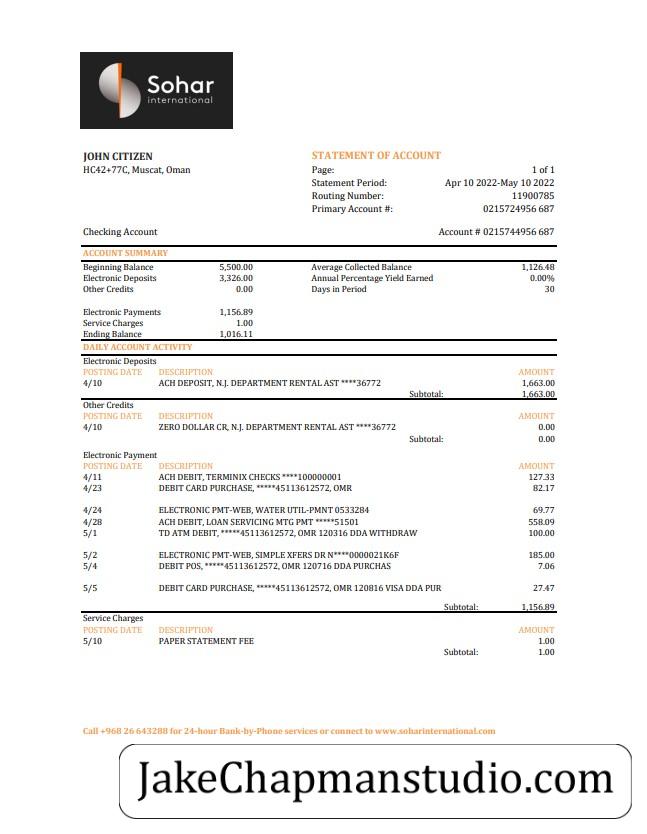 Sohar
international
JOHN CITIZEN
HC42+77C, Muscat, Oman
STATEMENT OF ACCOUNT
Page: 1 of 1
Statement Period: Apr 10 2022-May 10 2022
Routing Number: 11900785
Primary Account #: 0215724956 687
Checking Account Account # 0215744956 687
ACCOUNT SUMMARY
Beginning Balance 5,500.00 Average Collected Balance 1,126.48
Electronic Deposits 3,326.00 Annual Percentage Yield Earned 0.00%
Other Credits 0.00 Days in Period 30
Electronic Payments 1,156.89
Service Charges 1.00
Ending Balance 1,016.11
DAILY ACCOUNT ACTIVITY
Electronic Deposits
POSTING DATE DESCRIPTION AMOUNT
4/10 ACH DEPOSIT, N.J. DEPARTMENT RENTAL AST ****36772 1,663.00
Subtotal: 1,663.00
Other Credits
POSTING DATE DESCRIPTION AMOUNT
4/10 ZERO DOLLAR CR, N.J. DEPARTMENT RENTAL AST ****36772 0.00
Subtotal: 0.00
Electronic Payment
POSTING DATE DESCRIPTION AMOUNT
4/11 ACH DEBIT, TERMINIX CHECKS ****100000001 127.33
4/23 DEBIT CARD PURCHASE, *****45113612572, OMR 82.17
4/24 ELECTRONIC PMT-WEB, WATER UTIL-PMNT 0533284 69.77
4/28 ACH DEBIT, LOAN SERVICING MTG PMT *****51501 558.09
5/1 TD ATM DEBIT, *****45113612572, OMR 120316 DDA WITHDRAW 100.00
5/2 ELECTRONIC PMT-WEB, SIMPLE XFERS DR N****0000021K6F 185.00
5/4 DEBIT POS, *****45113612572, OMR 120716 DDA PURCHAS 7.06
5/5 DEBIT CARD PURCHASE, *****45113612572, OMR 120816 VISA DDA PUR 27.47
Subtotal: 1,156.89
Service Charges
POSTING DATE DESCRIPTION AMOUNT
5/10 PAPER STATEMENT FEE 1.00
Subtotal: 1.00
Call +968 26 643288 for 24-hour Bank-by-Phone services or connect to www.soharinternational.com
JakeChapmanstudio.com